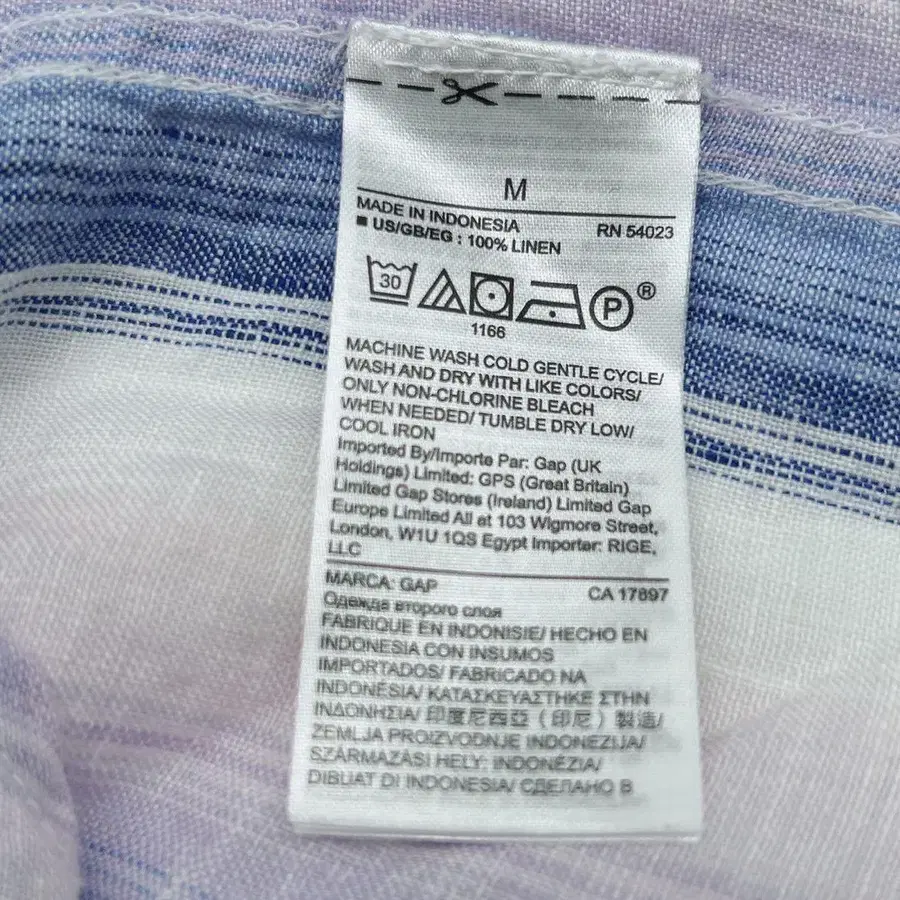 M
MADE IN INDONESIA RN 54023
■ US/GB/EG : 100% LINEN
30 P ®
1166
MACHINE WASH COLD GENTLE CYCLE/
WASH AND DRY WITH LIKE COLORS/
ONLY NON-CHLORINE BLEACH
WHEN NEEDED/ TUMBLE DRY LOW/
COOL IRON
Imported By/Importe Par: Gap (UK
Holdings) Limited: GPS (Great Britain)
Limited Gap Stores (Ireland) Limited Gap
Europe Limited All at 103 Wigmore Street,
London, W1U 1QS Egypt Importer: RIGE,
LLC
MARCA: GAP CA 17897
Одежда второго слоя
FABRIQUE EN INDONISIE/ HECHO EN
INDONESIA CON INSUMOS
IMPORTADOS/ FABRICADO NA
INDONÉSIA/ ΚΑΤΑΣΚΕΥΑΣΤΗΚΕ ΣΤΗΝ
ΙΝΔΟΝΗΣΙΑ/ 印度尼西亞（印尼）製造/
ZEMLJA PROIZVODNJE INDONEZIJA/
SZÁRMAZÁSI HELY: INDONÉZIA/
DIBUAT DI INDONESIA/ СДЕЛАНО В